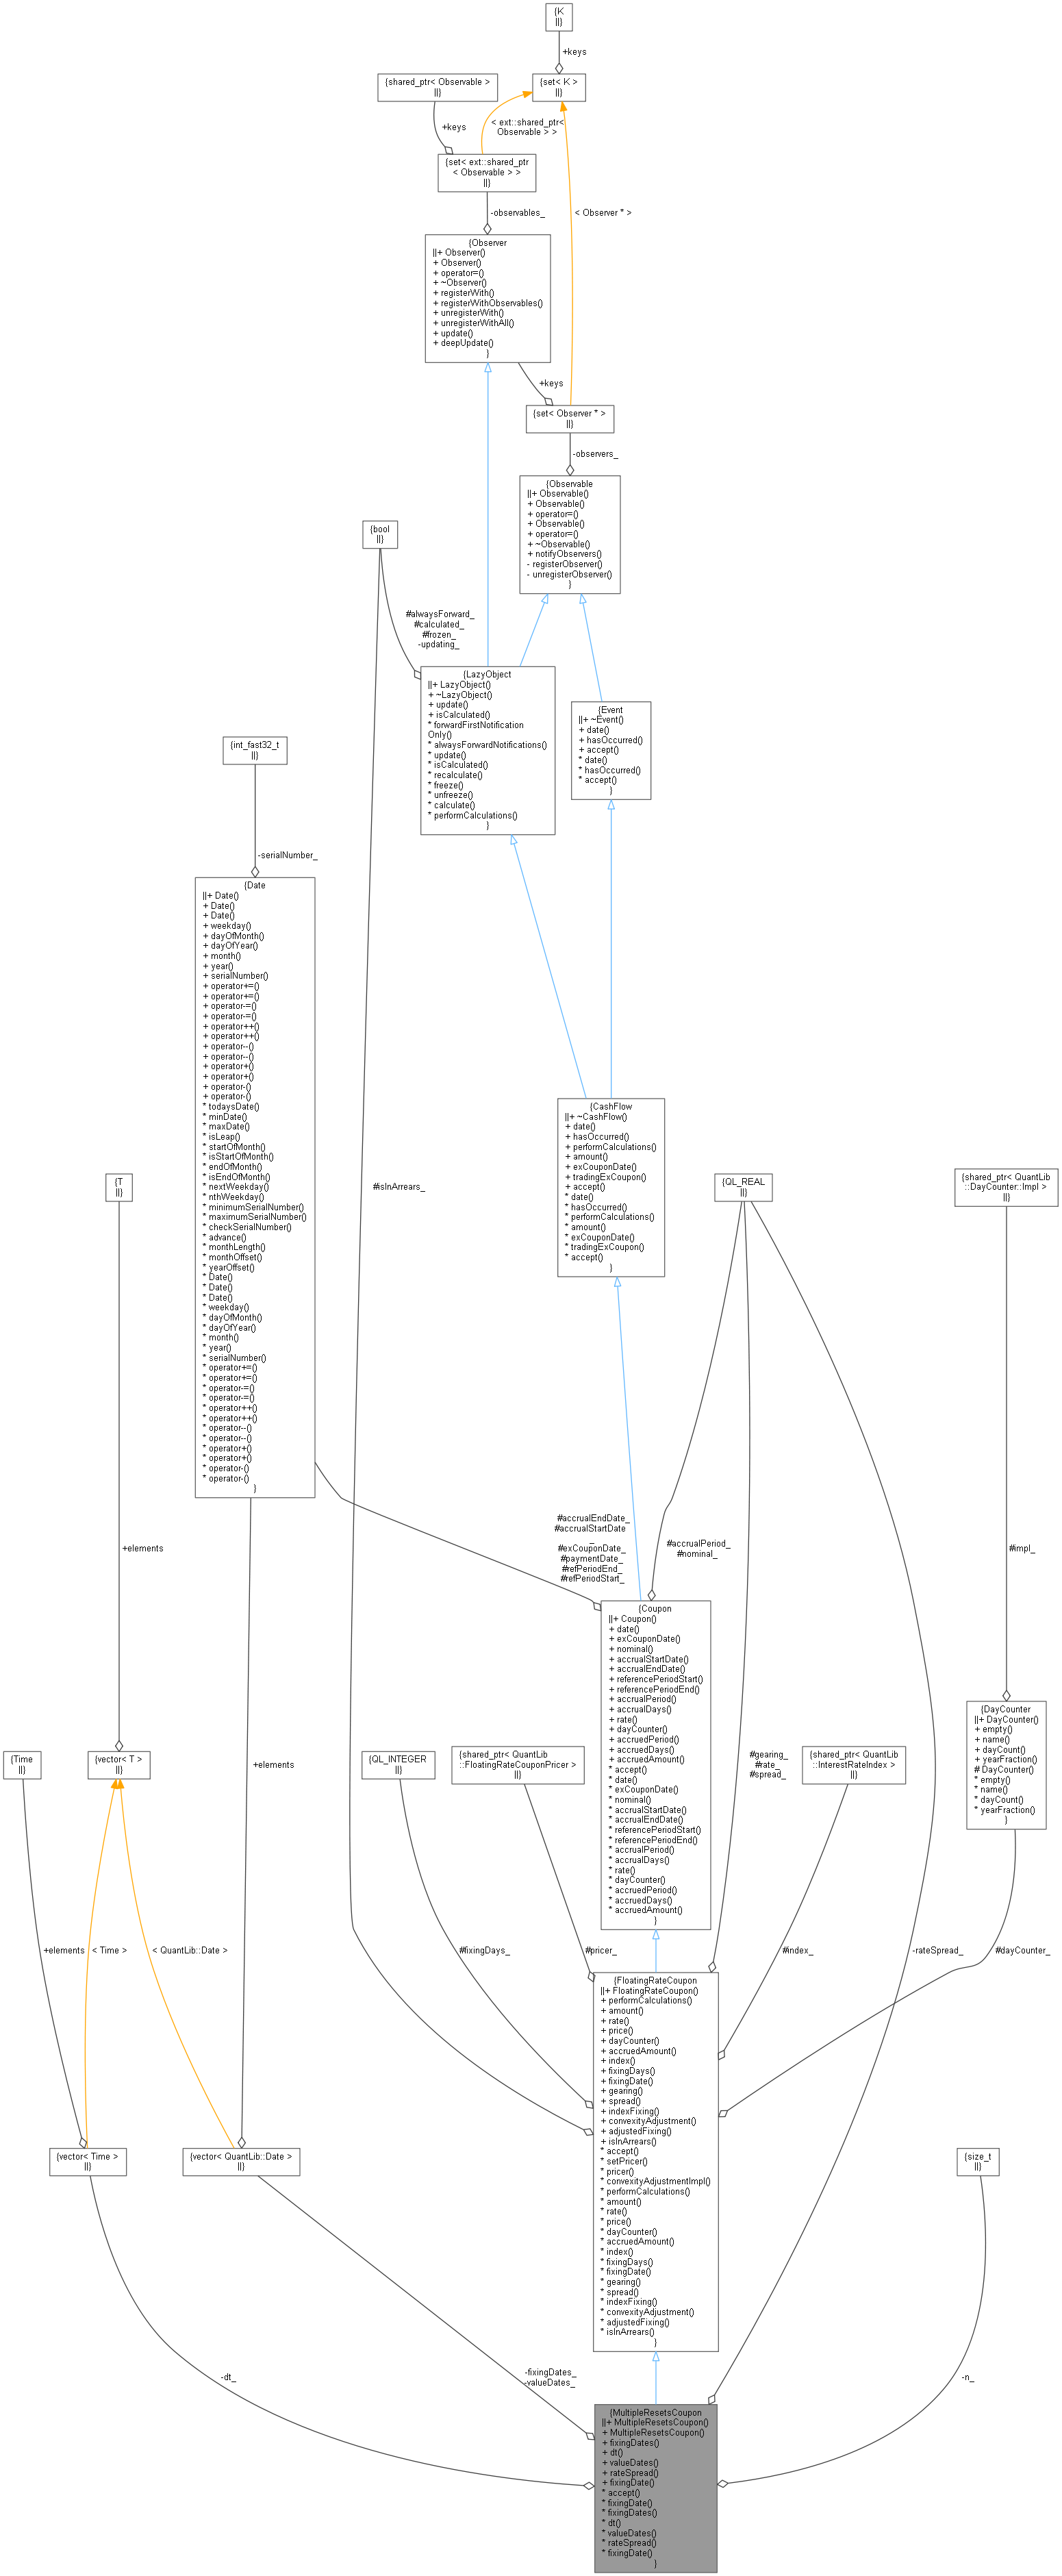 {K
||}
+keys
{shared_ptr< Observable >
||}
{set< K >
||}
+keys
< ext::shared_ptr<
Observable > >
{set< ext::shared_ptr
< Observable > >
||}
-observables_
< Observer * >
{Observer
||+ Observer()
+ Observer()
+ operator=()
+ ~Observer()
+ registerWith()
+ registerWithObservables()
+ unregisterWith()
+ unregisterWithAll()
+ update()
+ deepUpdate()
}
+keys
{set< Observer * >
||}
-observers_
{Observable
||+ Observable()
+ Observable()
+ operator=()
+ Observable()
+ operator=()
+ ~Observable()
+ notifyObservers()
- registerObserver()
- unregisterObserver()
}
{bool
||}
#alwaysForward_
#calculated_
#frozen_
-updating_
{LazyObject
||+ LazyObject()
+ ~LazyObject()
+ update()
+ isCalculated()
* forwardFirstNotification
Only()
* alwaysForwardNotifications()
* update()
* isCalculated()
* recalculate()
* freeze()
* unfreeze()
* calculate()
* performCalculations()
}
{Event
||+ ~Event()
+ date()
+ hasOccurred()
+ accept()
* date()
* hasOccurred()
* accept()
}
{int_fast32_t
||}
-serialNumber_
{Date
||+ Date()
+ Date()
+ Date()
+ weekday()
+ dayOfMonth()
+ dayOfYear()
+ month()
+ year()
+ serialNumber()
+ operator+=()
+ operator+=()
+ operator-=()
+ operator-=()
+ operator++()
+ operator++()
+ operator--()
+ operator--()
+ operator+()
+ operator+()
+ operator-()
+ operator-()
* todaysDate()
* minDate()
* maxDate()
* isLeap()
* startOfMonth()
* isStartOfMonth()
* endOfMonth()
* isEndOfMonth()
* nextWeekday()
* nthWeekday()
* minimumSerialNumber()
* maximumSerialNumber()
* checkSerialNumber()
* advance()
* monthLength()
* monthOffset()
* yearOffset()
* Date()
* Date()
* Date()
* weekday()
* dayOfMonth()
* dayOfYear()
* month()
* year()
* serialNumber()
* operator+=()
* operator+=()
* operator-=()
* operator-=()
* operator++()
* operator++()
* operator--()
* operator--()
* operator+()
* operator+()
* operator-()
* operator-()
}
{CashFlow
||+ ~CashFlow()
+ date()
+ hasOccurred()
+ performCalculations()
+ amount()
+ exCouponDate()
+ tradingExCoupon()
+ accept()
* date()
* hasOccurred()
* performCalculations()
* amount()
* exCouponDate()
* tradingExCoupon()
* accept()
}
{T
||}
#isInArrears_
{QL_REAL
||}
{shared_ptr< QuantLib
::DayCounter::Impl >
||}
+elements
#accrualEndDate_
#accrualStartDate
_
#exCouponDate_
#paymentDate_
#refPeriodEnd_
#refPeriodStart_
#accrualPeriod_
#nominal_
#impl_
{Coupon
||+ Coupon()
+ date()
+ exCouponDate()
+ nominal()
+ accrualStartDate()
+ accrualEndDate()
+ referencePeriodStart()
+ referencePeriodEnd()
+ accrualPeriod()
+ accrualDays()
+ rate()
+ dayCounter()
+ accruedPeriod()
+ accruedDays()
+ accruedAmount()
* accept()
* date()
* exCouponDate()
* nominal()
* accrualStartDate()
* accrualEndDate()
* referencePeriodStart()
* referencePeriodEnd()
* accrualPeriod()
* accrualDays()
* rate()
* dayCounter()
* accruedPeriod()
* accruedDays()
* accruedAmount()
}
{DayCounter
||+ DayCounter()
+ empty()
+ name()
+ dayCount()
+ yearFraction()
# DayCounter()
* empty()
* name()
* dayCount()
* yearFraction()
}
{Time
||}
{vector< T >
||}
+elements
{QL_INTEGER
||}
{shared_ptr< QuantLib
::FloatingRateCouponPricer >
||}
#gearing_
#rate_
#spread_
{shared_ptr< QuantLib
::InterestRateIndex >
||}
+elements
< Time >
< QuantLib::Date >
#fixingDays_
#pricer_
#index_
-rateSpread_
#dayCounter_
{FloatingRateCoupon
||+ FloatingRateCoupon()
+ performCalculations()
+ amount()
+ rate()
+ price()
+ dayCounter()
+ accruedAmount()
+ index()
+ fixingDays()
+ fixingDate()
+ gearing()
+ spread()
+ indexFixing()
+ convexityAdjustment()
+ adjustedFixing()
+ isInArrears()
* accept()
* setPricer()
* pricer()
* convexityAdjustmentImpl()
* performCalculations()
* amount()
* rate()
* price()
* dayCounter()
* accruedAmount()
* index()
* fixingDays()
* fixingDate()
* gearing()
* spread()
* indexFixing()
* convexityAdjustment()
* adjustedFixing()
* isInArrears()
}
{vector< Time >
||}
{vector< QuantLib::Date >
||}
{size_t
||}
-dt_
-fixingDates_
-valueDates_
-n_
{MultipleResetsCoupon
||+ MultipleResetsCoupon()
+ MultipleResetsCoupon()
+ fixingDates()
+ dt()
+ valueDates()
+ rateSpread()
+ fixingDate()
* accept()
* fixingDate()
* fixingDates()
* dt()
* valueDates()
* rateSpread()
* fixingDate()
}